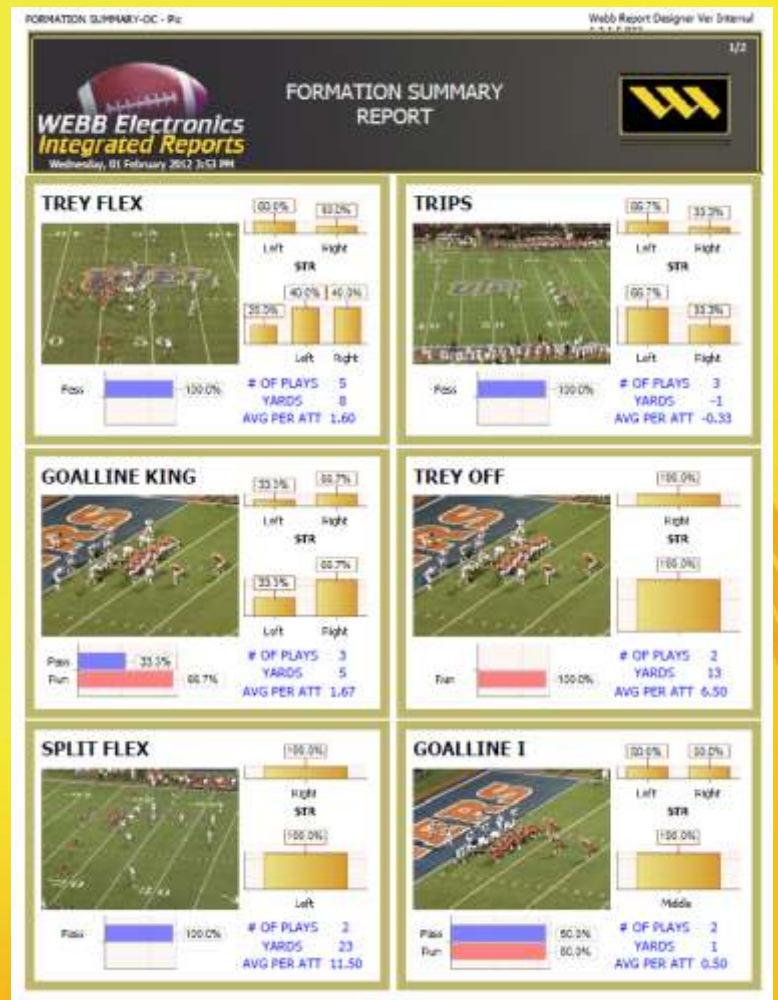 FORMATION SUMMARY-OC - Pic
Webb Report Designer Ver Internal
1/2
WEBB Electronics
Integrated Reports
Wednesday, 01 February 2012 3:53 PM
FORMATION SUMMARY
REPORT
TREY FLEX
60.0%
Left Right
STR
20.0% 40.0% 40.0%
Left Right
Pass 100.0%
# OF PLAYS 5
YARDS 8
AVG PER ATT 1.60
TRIPS
66.7% 33.3%
Left Right
STR
66.7% 33.3%
Left Right
Pass 100.0%
# OF PLAYS 3
YARDS -1
AVG PER ATT -0.33
GOALLINE KING
33.3% 66.7%
Left Right
STR
33.3% 66.7%
Left Right
Pass 33.3%
Run 66.7%
# OF PLAYS 3
YARDS 5
AVG PER ATT 1.67
TREY OFF
100.0%
Right
STR
100.0%
Run 100.0%
# OF PLAYS 2
YARDS 13
AVG PER ATT 6.50
SPLIT FLEX
100.0%
Right
STR
100.0%
Left
Pass 100.0%
# OF PLAYS 2
YARDS 23
AVG PER ATT 11.50
GOALLINE I
50.0% 50.0%
Left Right
STR
100.0%
Middle
Pass 50.0%
Run 50.0%
# OF PLAYS 2
YARDS 1
AVG PER ATT 0.50